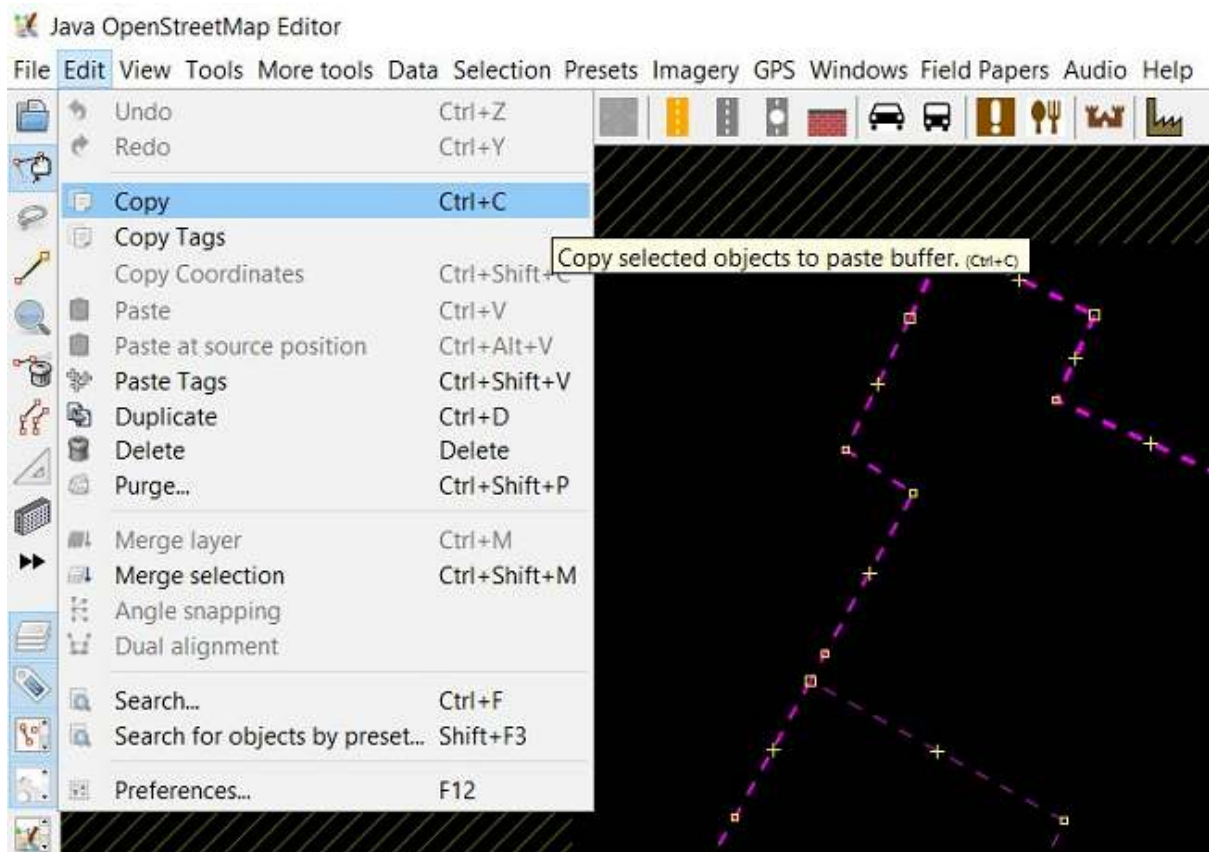 Java OpenStreetMap Editor
File Edit View Tools More tools Data Selection Presets Imagery GPS Windows Field Papers Audio Help
Undo Ctrl+Z
Redo Ctrl+Y
Copy Ctrl+C
Copy Tags
Copy selected objects to paste buffer. (Ctrl+C)
Copy Coordinates Ctrl+Shift+C
Paste Ctrl+V
Paste at source position Ctrl+Alt+V
Paste Tags Ctrl+Shift+V
Duplicate Ctrl+D
Delete Delete
Purge... Ctrl+Shift+P
Merge layer Ctrl+M
Merge selection Ctrl+Shift+M
Angle snapping
Dual alignment
Search... Ctrl+F
Search for objects by preset... Shift+F3
Preferences... F12